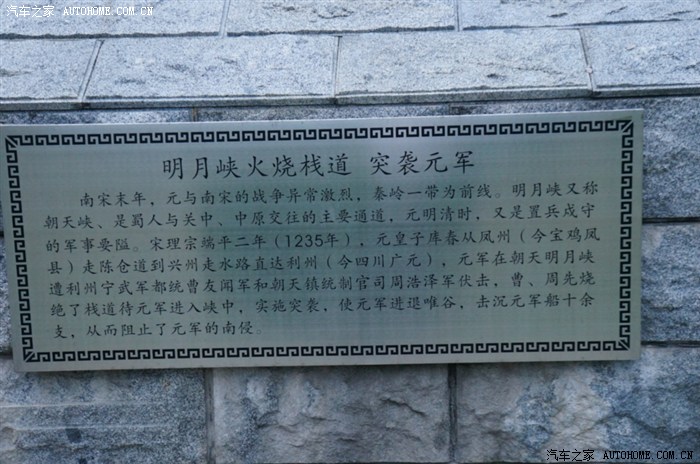 汽车之家 AUTOHOME.COM.CN
明月峡火烧栈道 突袭元军
南宋末年，元与南宋的战争异常激烈，秦岭一带为前线。明月峡又称
朝天峡、是蜀人与关中、中原交往的主要通道，元明清时，又是置兵戍守
的军事要隘。宋理宗端平二年（1235年），元皇子库春从凤州（今宝鸡凤
县）走陈仓道到兴州走水路直达利州（今四川广元），元军在朝天明月峡
遭利州宁武军都统曹友闻军和朝天镇统制官司周浩泽军伏击，曹、周先烧
绝了栈道待元军进入峡中，实施突袭，使元军进退唯谷，击沉元军船十余
支，从而阻止了元军的南侵。
汽车之家 AUTOHOME.COM.CN